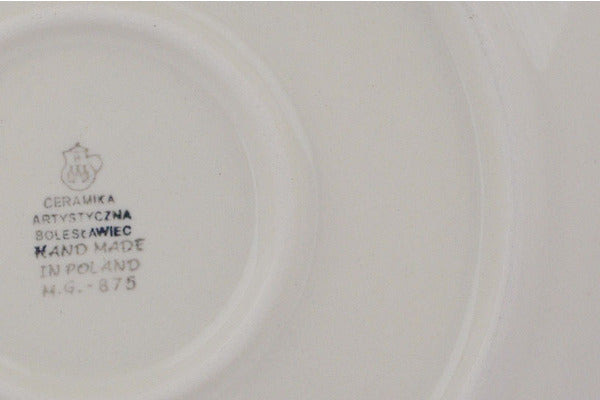 CERAMIKA
ARTYSTYCZNA
BOLESŁAWIEC
HAND MADE
IN POLAND
M.G.-875